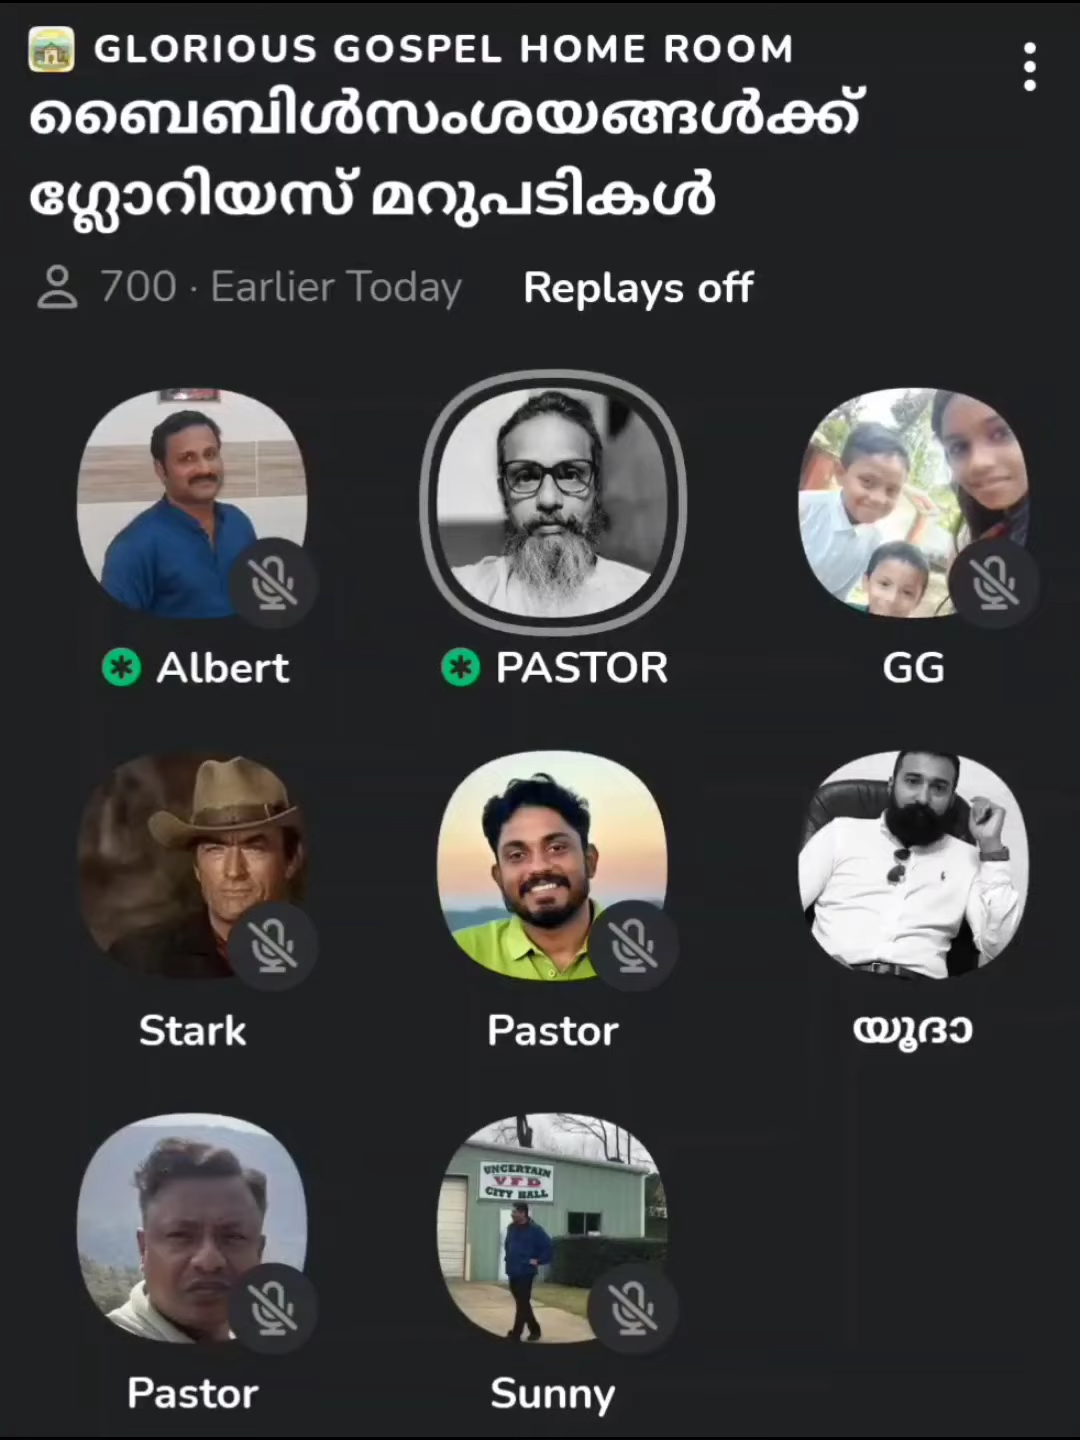 GLORIOUS GOSPEL HOME ROOM
ബൈബിൾസംശയങ്ങൾക്ക്
ഗ്ലോറിയസ് മറുപടികൾ
700 · Earlier Today Replays off
Albert PASTOR GG
Stark Pastor യൂദാ
UNCERTAIN
VFD
CITY HALL
Pastor Sunny